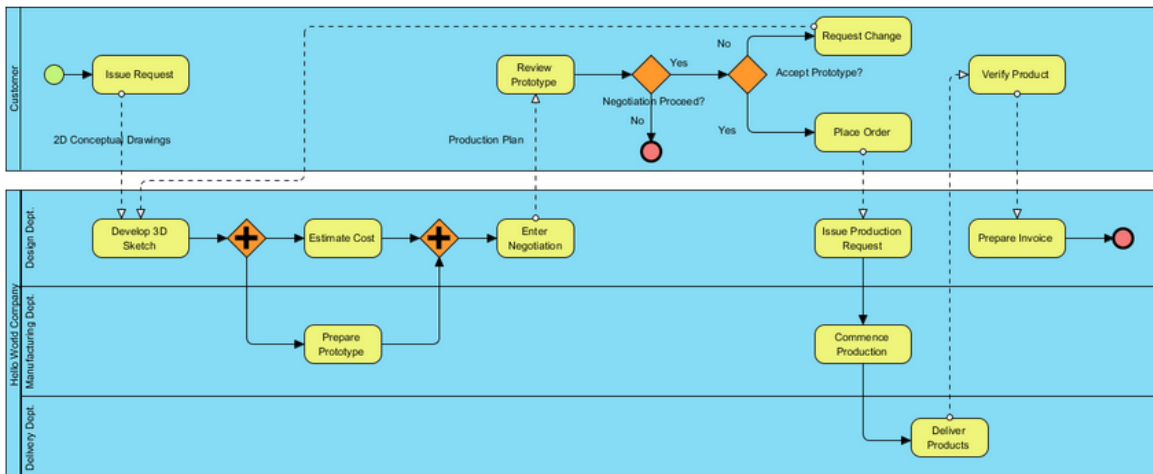 Customer
Issue Request
2D Conceptual Drawings
Review
Prototype
Production Plan
Negotiation Proceed?
Yes
No
Accept Prototype?
No
Yes
Request Change
Place Order
Verify Product
Hello World Company
Design Dept.
Develop 3D
Sketch
Estimate Cost
Enter
Negotiation
Issue Production
Request
Prepare Invoice
Manufacturing Dept.
Prepare
Prototype
Commence
Production
Delivery Dept.
Deliver
Products